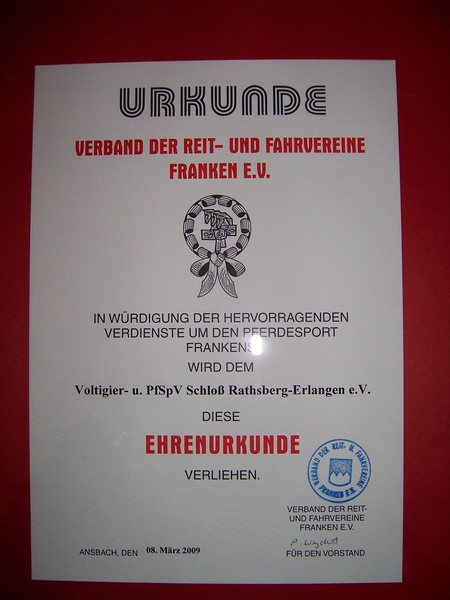 URKUNDE
VERBAND DER REIT- UND FAHRVEREINE
FRANKEN E.V.
IN WÜRDIGUNG DER HERVORRAGENDEN
VERDIENSTE UM DEN PFERDESPORT
FRANKENS
WIRD DEM
Voltigier- u. PfSpV Schloß Rathsberg-Erlangen e.V.
DIESE
EHRENURKUNDE
VERLIEHEN.
VERBAND DER REIT- U. FAHRVEREINE
FRANKEN E.V.
VERBAND DER REIT-
UND FAHRVEREINE
FRANKEN E.V.
ANSBACH, DEN 08. März 2009
FÜR DEN VORSTAND